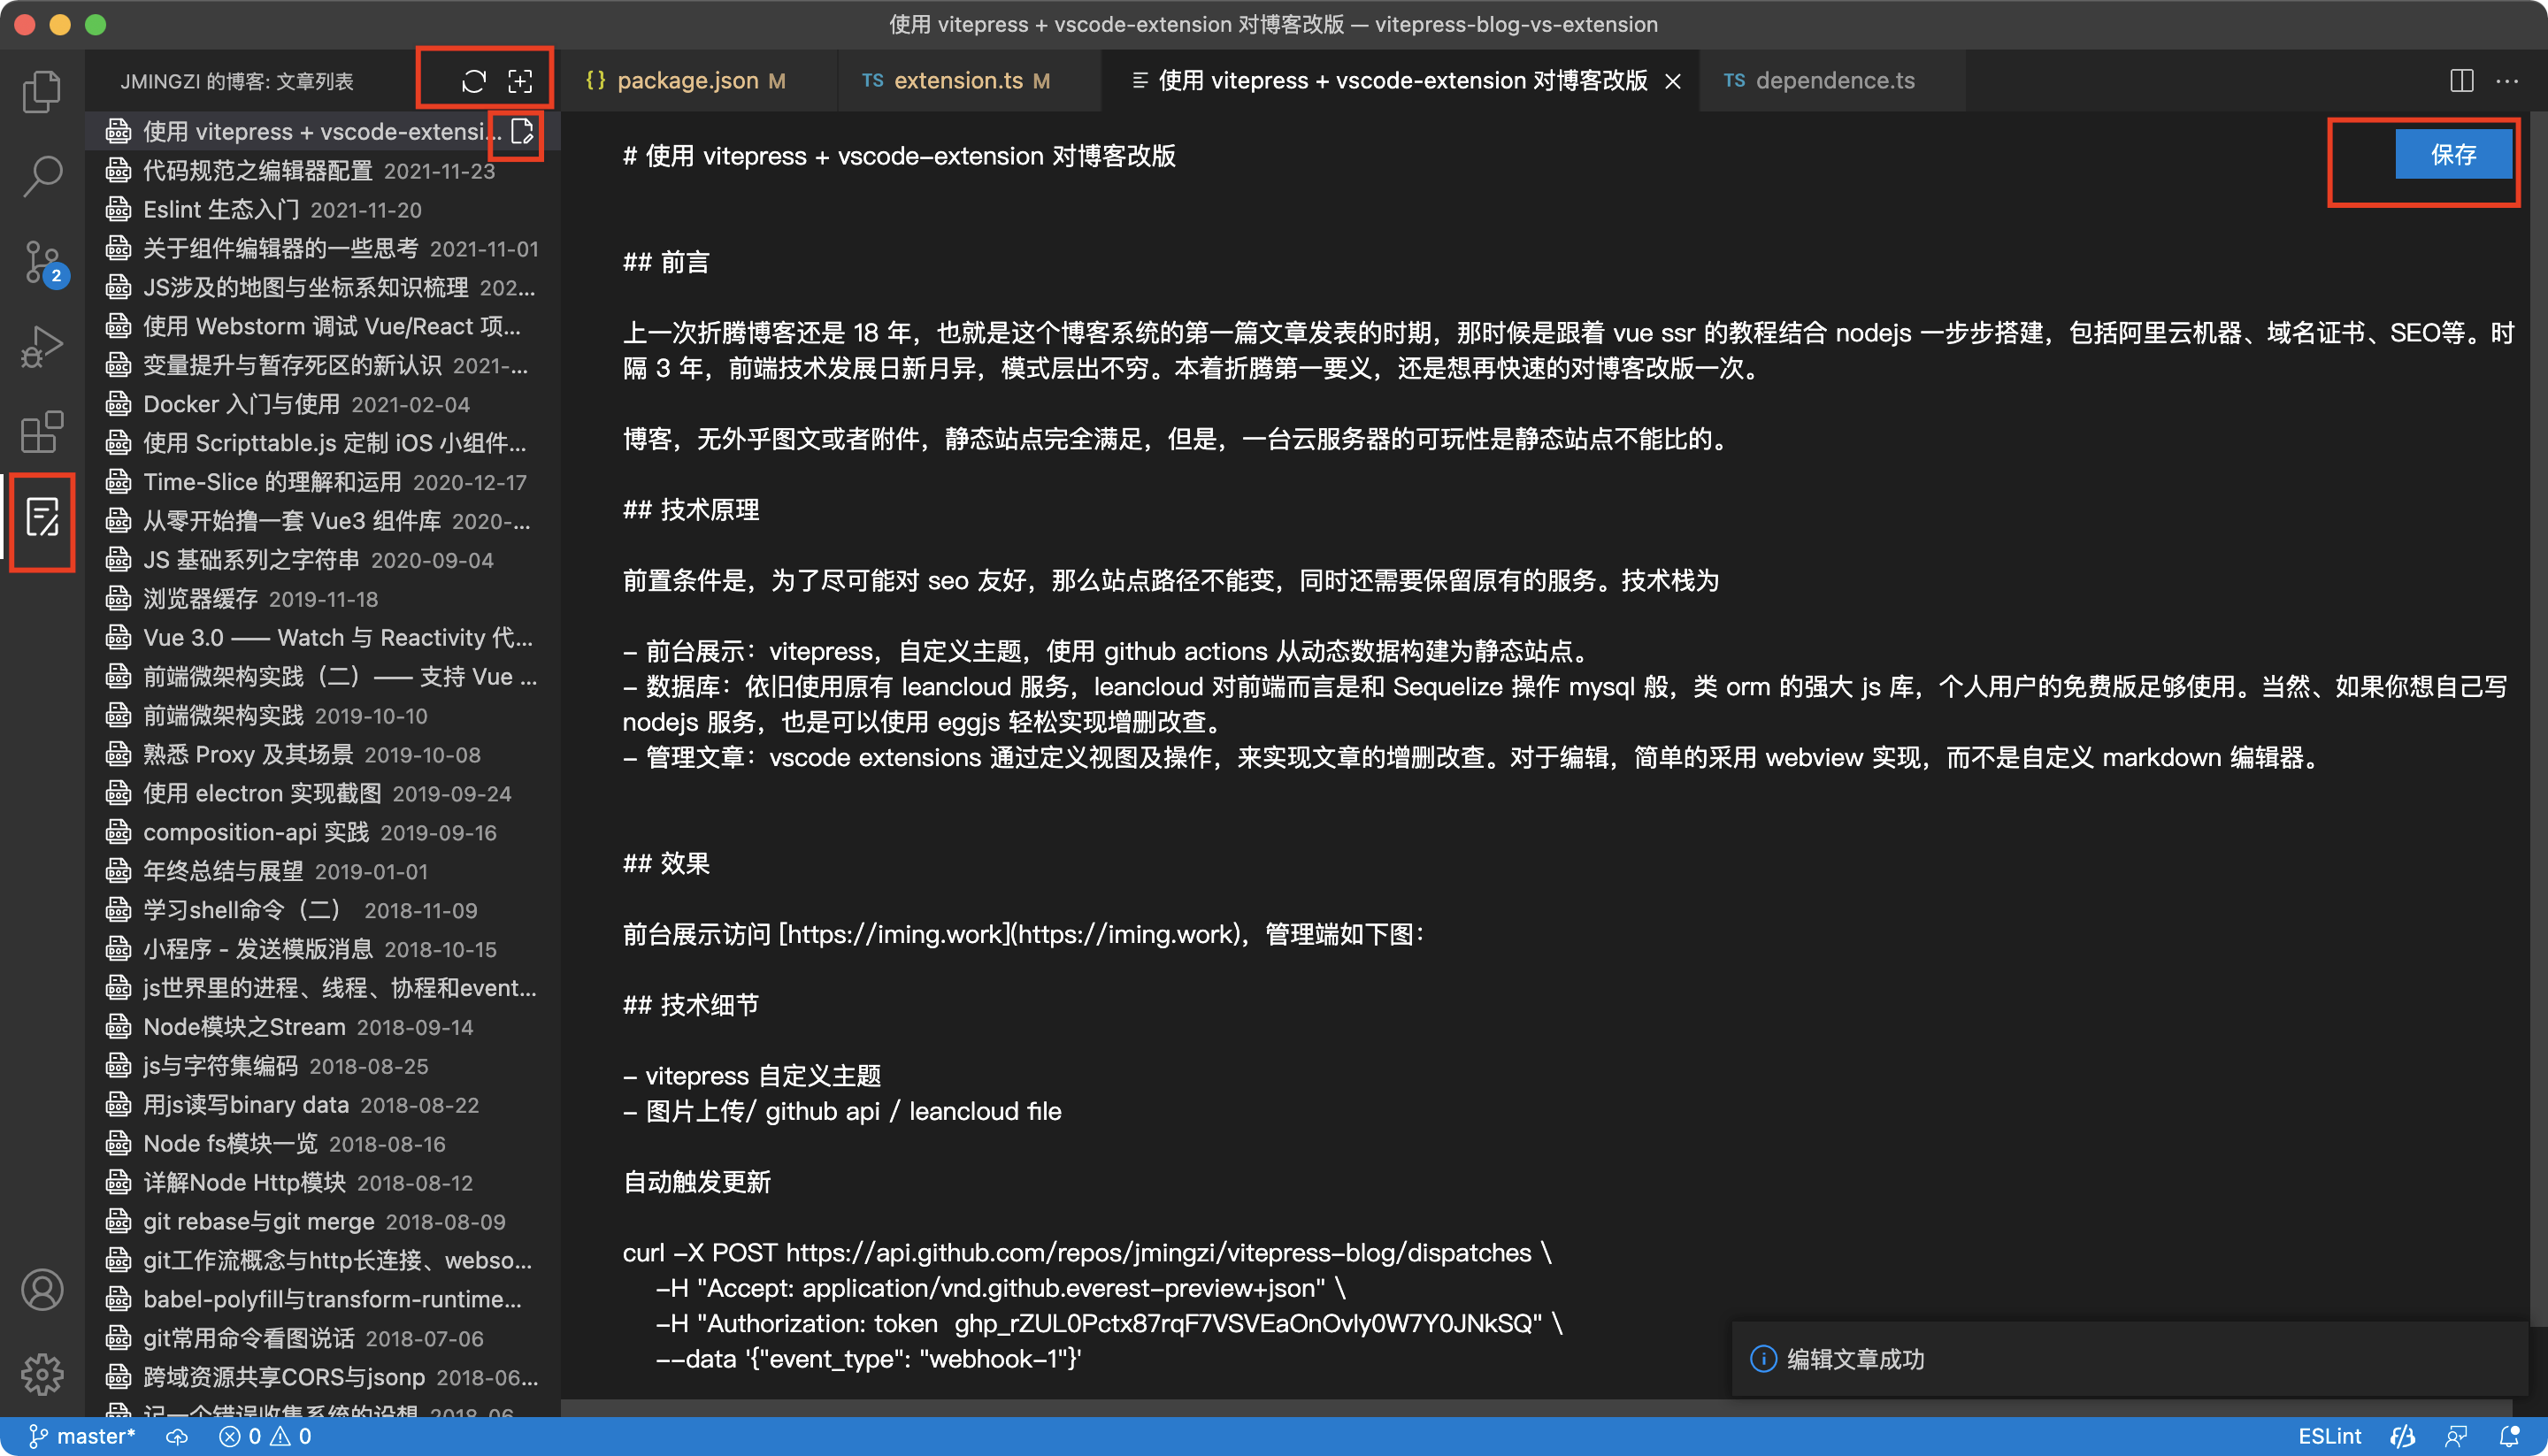 使用 vitepress + vscode-extension 对博客改版 — vitepress-blog-vs-extension
JMINGZI 的博客: 文章列表
{} package.json M
TS extension.ts M
使用 vitepress + vscode-extension 对博客改版
TS dependence.ts
2
使用 vitepress + vscode-extensi...
代码规范之编辑器配置 2021-11-23
Eslint 生态入门 2021-11-20
关于组件编辑器的一些思考 2021-11-01
JS涉及的地图与坐标系知识梳理 202...
使用 Webstorm 调试 Vue/React 项...
变量提升与暂存死区的新认识 2021-...
Docker 入门与使用 2021-02-04
使用 Scripttable.js 定制 iOS 小组件...
Time-Slice 的理解和运用 2020-12-17
从零开始撸一套 Vue3 组件库 2020-...
JS 基础系列之字符串 2020-09-04
浏览器缓存 2019-11-18
Vue 3.0 —— Watch 与 Reactivity 代...
前端微架构实践（二）—— 支持 Vue ...
前端微架构实践 2019-10-10
熟悉 Proxy 及其场景 2019-10-08
使用 electron 实现截图 2019-09-24
composition-api 实践 2019-09-16
年终总结与展望 2019-01-01
学习shell命令（二） 2018-11-09
小程序 - 发送模版消息 2018-10-15
js世界里的进程、线程、协程和event...
Node模块之Stream 2018-09-14
js与字符集编码 2018-08-25
用js读写binary data 2018-08-22
Node fs模块一览 2018-08-16
详解Node Http模块 2018-08-12
git rebase与git merge 2018-08-09
git工作流概念与http长连接、webso...
babel-polyfill与transform-runtime...
git常用命令看图说话 2018-07-06
跨域资源共享CORS与jsonp 2018-06...
记一个错误收集系统的设想 2018-06
保存
# 使用 vitepress + vscode-extension 对博客改版
## 前言
上一次折腾博客还是 18 年，也就是这个博客系统的第一篇文章发表的时期，那时候是跟着 vue ssr 的教程结合 nodejs 一步步搭建，包括阿里云机器、域名证书、SEO等。时
隔 3 年，前端技术发展日新月异，模式层出不穷。本着折腾第一要义，还是想再快速的对博客改版一次。
博客，无外乎图文或者附件，静态站点完全满足，但是，一台云服务器的可玩性是静态站点不能比的。
## 技术原理
前置条件是，为了尽可能对 seo 友好，那么站点路径不能变，同时还需要保留原有的服务。技术栈为
- 前台展示：vitepress，自定义主题，使用 github actions 从动态数据构建为静态站点。
- 数据库：依旧使用原有 leancloud 服务，leancloud 对前端而言是和 Sequelize 操作 mysql 般，类 orm 的强大 js 库，个人用户的免费版足够使用。当然、如果你想自己写
nodejs 服务，也是可以使用 eggjs 轻松实现增删改查。
- 管理文章：vscode extensions 通过定义视图及操作，来实现文章的增删改查。对于编辑，简单的采用 webview 实现，而不是自定义 markdown 编辑器。
## 效果
前台展示访问 [https://iming.work](https://iming.work)，管理端如下图：
## 技术细节
- vitepress 自定义主题
- 图片上传/ github api / leancloud file
自动触发更新
curl -X POST https://api.github.com/repos/jmingzi/vitepress-blog/dispatches \
-H "Accept: application/vnd.github.everest-preview+json" \
-H "Authorization: token " \
--data '{"event_type": "webhook-1"}'
编辑文章成功
master*
0
0
ESLint